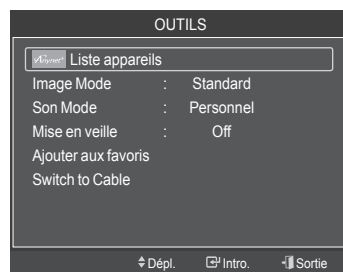 OUTILS
Anynet+ Liste appareils
Image Mode : Standard
Son Mode : Personnel
Mise en veille : Off
Ajouter aux favoris
Switch to Cable
Dépl. Intro. Sortie